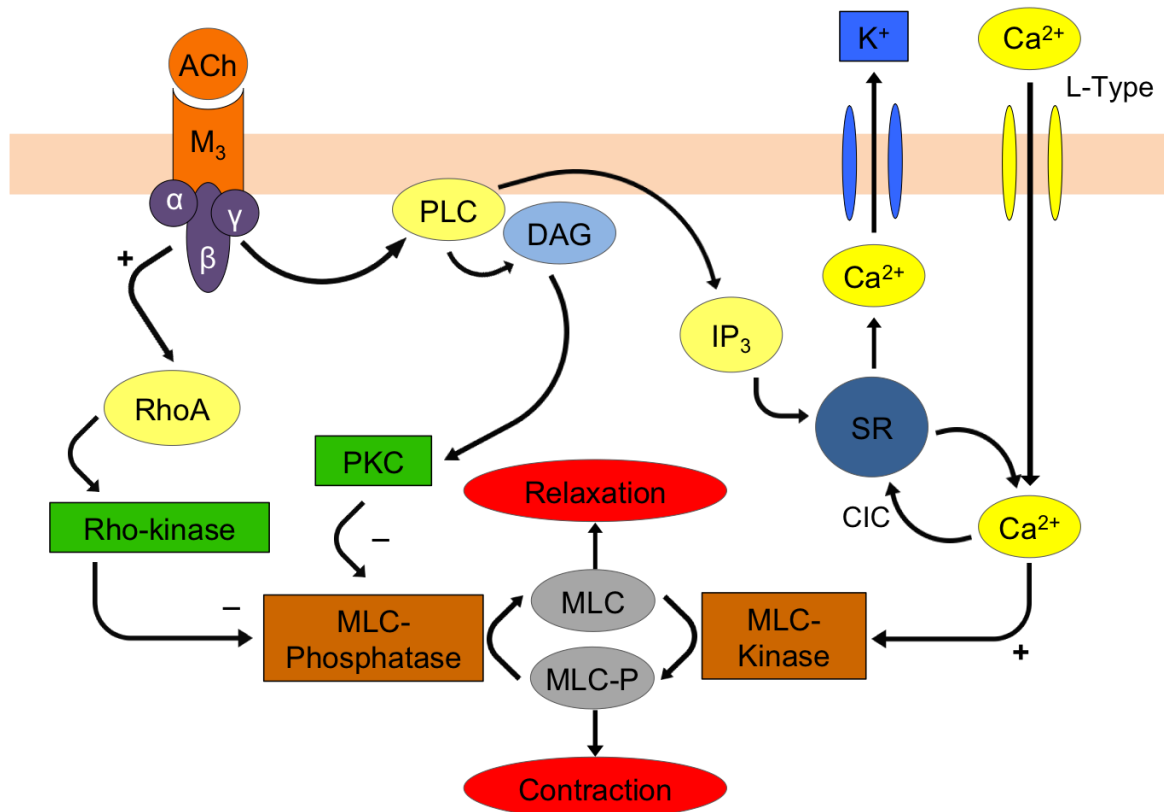 ACh
K⁺
Ca²⁺
L-Type
M₃
α
γ
β
PLC
DAG
+
Ca²⁺
IP₃
RhoA
SR
PKC
Relaxation
CIC
Ca²⁺
Rho-kinase
–
–
MLC
MLC-
Phosphatase
MLC-
Kinase
+
MLC-P
Contraction